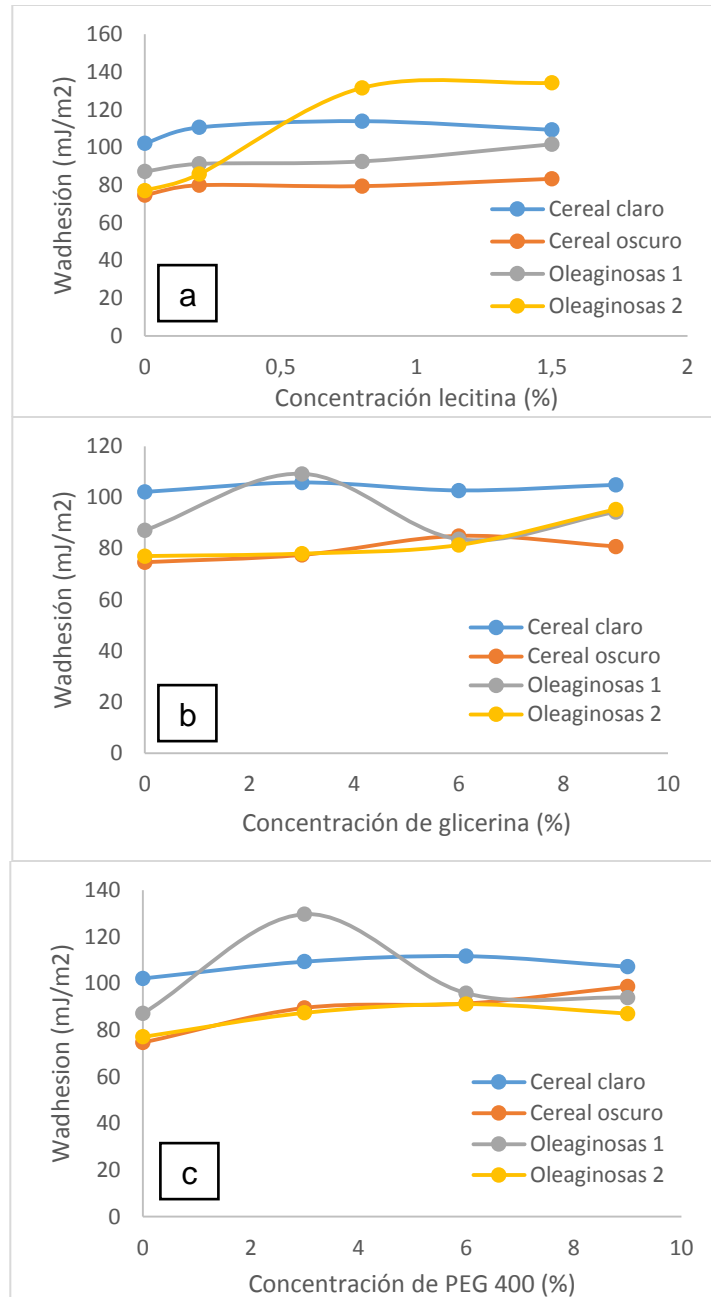 160
140
120
100
80
60
40
20
0
Wadhesión (mJ/m2)
Cereal claro
Cereal oscuro
Oleaginosas 1
Oleaginosas 2
a
0 0,5 1 1,5 2
Concentración lecitina (%)
120
100
80
60
40
20
0
Wadhesión (mJ/m2)
Cereal claro
Cereal oscuro
Oleaginosas 1
Oleaginosas 2
b
0 2 4 6 8 10
Concentración de glicerina (%)
140
120
100
80
60
40
20
0
Wadhesion (mJ/m2)
Cereal claro
Cereal oscuro
Oleaginosas 1
Oleaginosas 2
c
0 2 4 6 8 10
Concentración de PEG 400 (%)